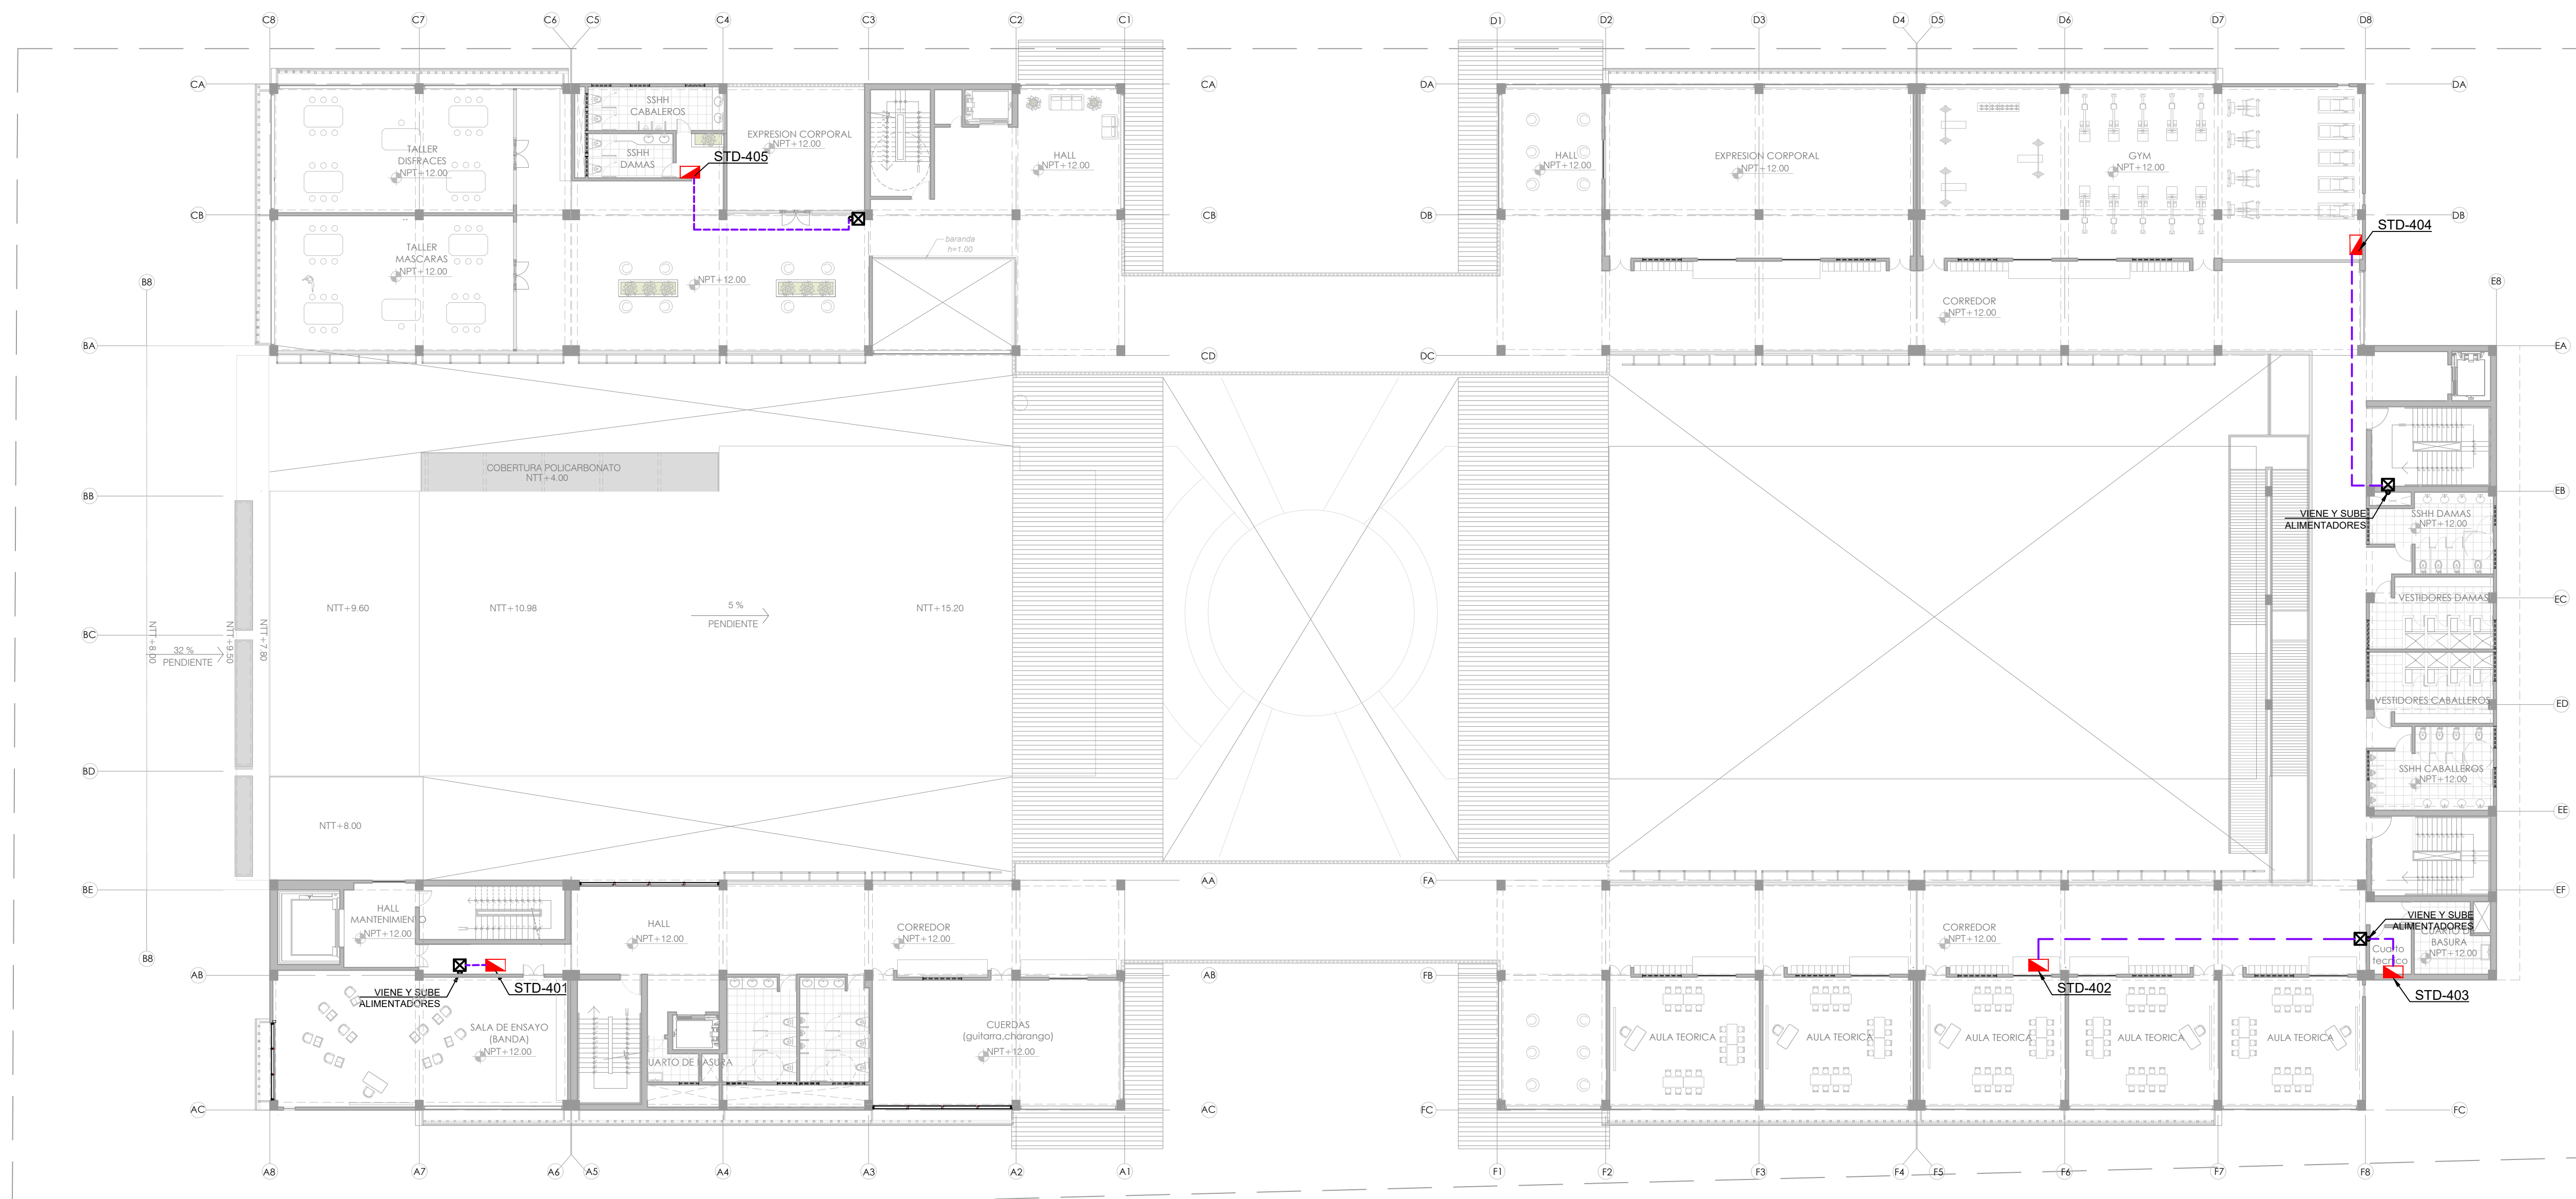 C8
C7
C6
C5
C4
C3
C2
C1
D1
D2
D3
D4
D5
D6
D7
D8
CA
CA
DA
DA
SSHH
CABALEROS
EXPRESION CORPORAL
NPT+12.00
TALLER
DISFRACES
NPT+12.00
SSHH
DAMAS
STD-405
HALL
NPT+12.00
HALL
NPT+12.00
EXPRESION CORPORAL
NPT+12.00
GYM
NPT+12.00
CB
CB
DB
DB
STD-404
baranda
h=1.00
TALLER
MASCARAS
NPT+12.00
NPT+12.00
B8
E8
CORREDOR
NPT+12.00
BA
CD
DC
EA
COBERTURA POLICARBONATO
NTT+4.00
BB
EB
VIENE Y SUBE
ALIMENTADORES
SSHH DAMAS
NPT+12.00
NTT+9.60
NTT+10.98
5 %
PENDIENTE
NTT+15.20
VESTIDORES DAMAS
EC
BC
NTT+8.00
32 %
PENDIENTE
NTT+9.50
NTT+7.80
VESTIDORES CABALLEROS
ED
BD
SSHH CABALLEROS
NPT+12.00
NTT+8.00
EE
BE
AA
FA
EF
HALL
MANTENIMIENTO
NPT+12.00
HALL
NPT+12.00
CORREDOR
NPT+12.00
CORREDOR
NPT+12.00
VIENE Y SUBE
ALIMENTADORES
CUARTO DE
BASURA
NPT+12.00
Cuarto
tecnico
B8
AB
AB
FB
STD-401
VIENE Y SUBE
ALIMENTADORES
STD-402
STD-403
SALA DE ENSAYO
(BANDA)
NPT+12.00
UARTO DE BASURA
CUERDAS
(guitarra,charango)
NPT+12.00
AULA TEORICA
AULA TEORICA
AULA TEORICA
AULA TEORICA
AULA TEORICA
AC
AC
FC
FC
A8
A7
A6
A5
A4
A3
A2
A1
F1
F2
F3
F4
F5
F6
F7
F8